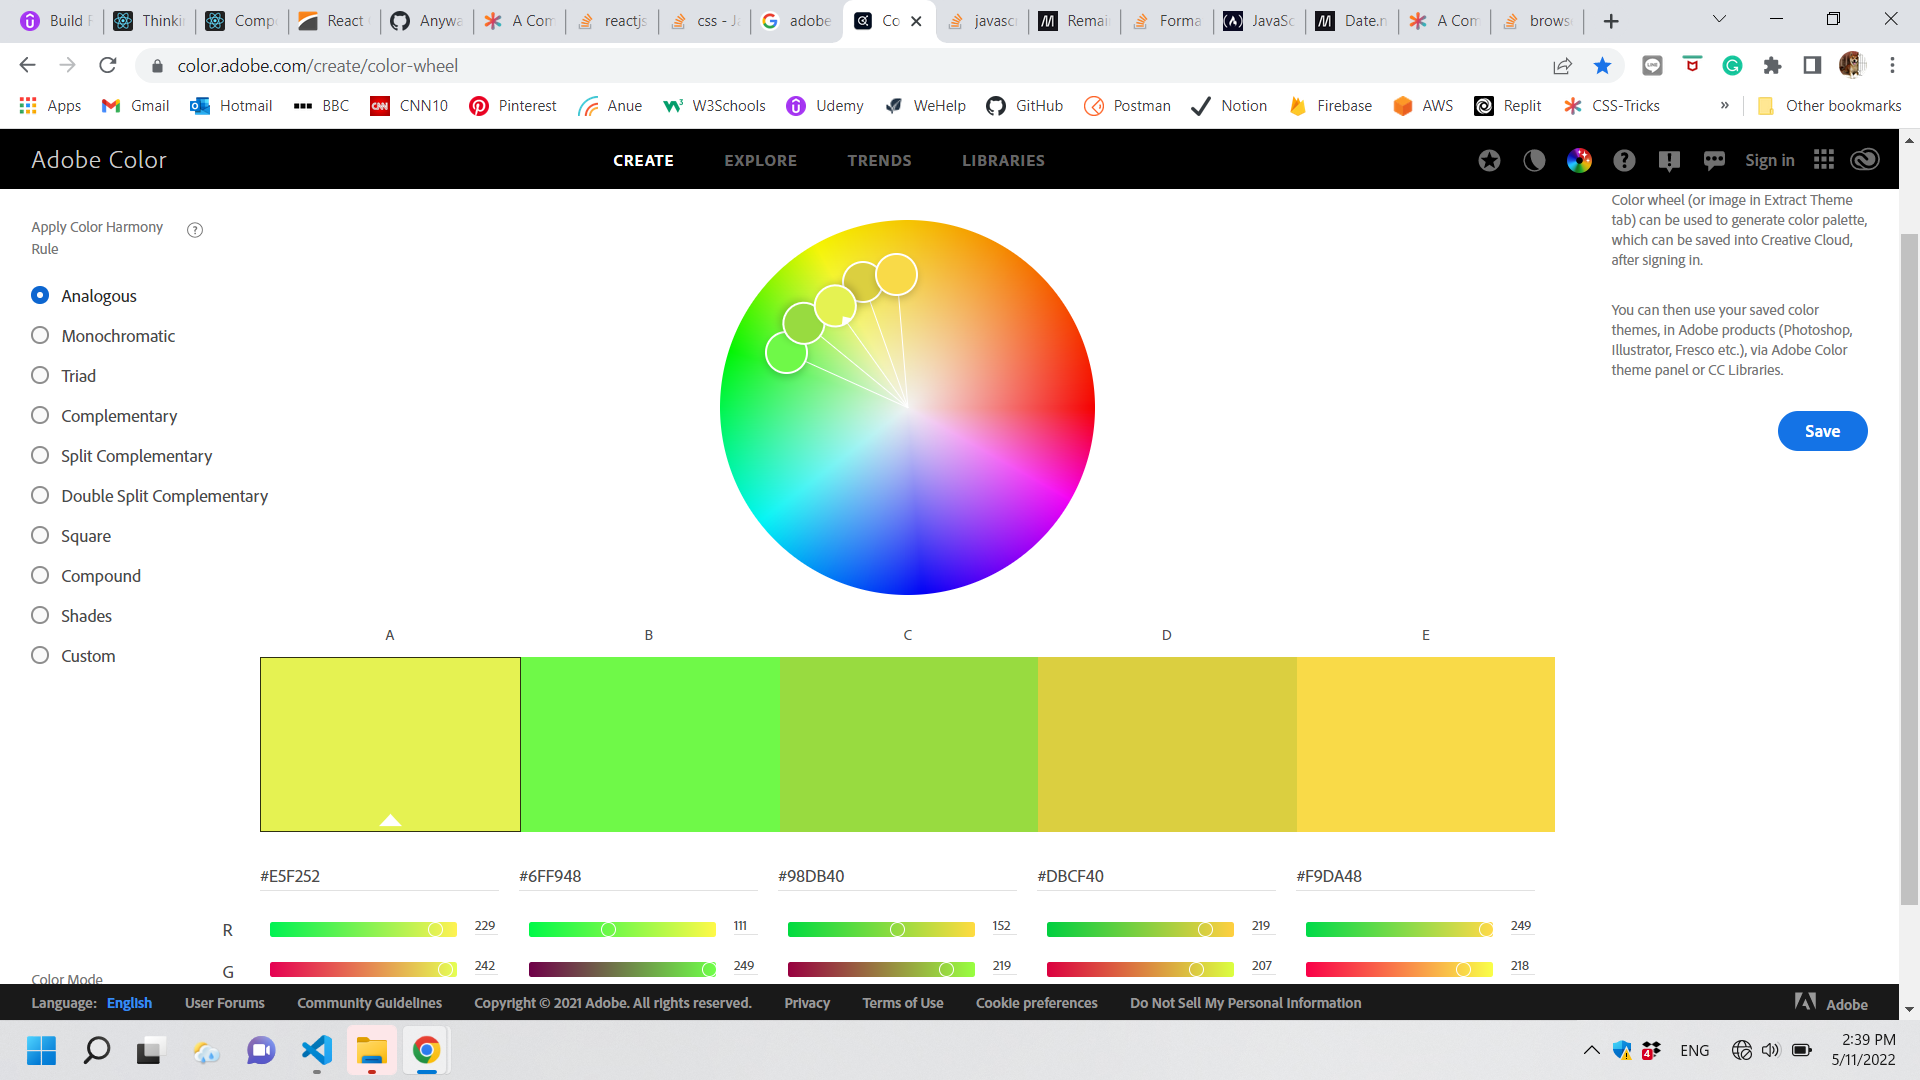 Build F
Thinki
Compo
React
Anywa
A Com
reactjs
css - Ja
adobe
Co
javasc
Remai
Forma
JavaSc
Date.n
A Com
brows
color.adobe.com/create/color-wheel
Apps Gmail Hotmail BBC CNN10 Pinterest Anue W3Schools Udemy WeHelp GitHub Postman Notion Firebase AWS Replit CSS-Tricks » Other bookmarks
Adobe Color CREATE EXPLORE TRENDS LIBRARIES Sign in
Apply Color Harmony
Rule
Analogous
Monochromatic
Triad
Complementary
Split Complementary
Double Split Complementary
Square
Compound
Shades
Custom
Color wheel (or image in Extract Theme
tab) can be used to generate color palette,
which can be saved into Creative Cloud,
after signing in.
You can then use your saved color
themes, in Adobe products (Photoshop,
Illustrator, Fresco etc.), via Adobe Color
theme panel or CC Libraries.
Save
A B C D E
#E5F252 #6FF948 #98DB40 #DBCF40 #F9DA48
R 229 111 152 219 249
G 242 249 219 207 218
Color Mode
Language: English User Forums Community Guidelines Copyright © 2021 Adobe. All rights reserved. Privacy Terms of Use Cookie preferences Do Not Sell My Personal Information Adobe
4
ENG
2:39 PM
5/11/2022